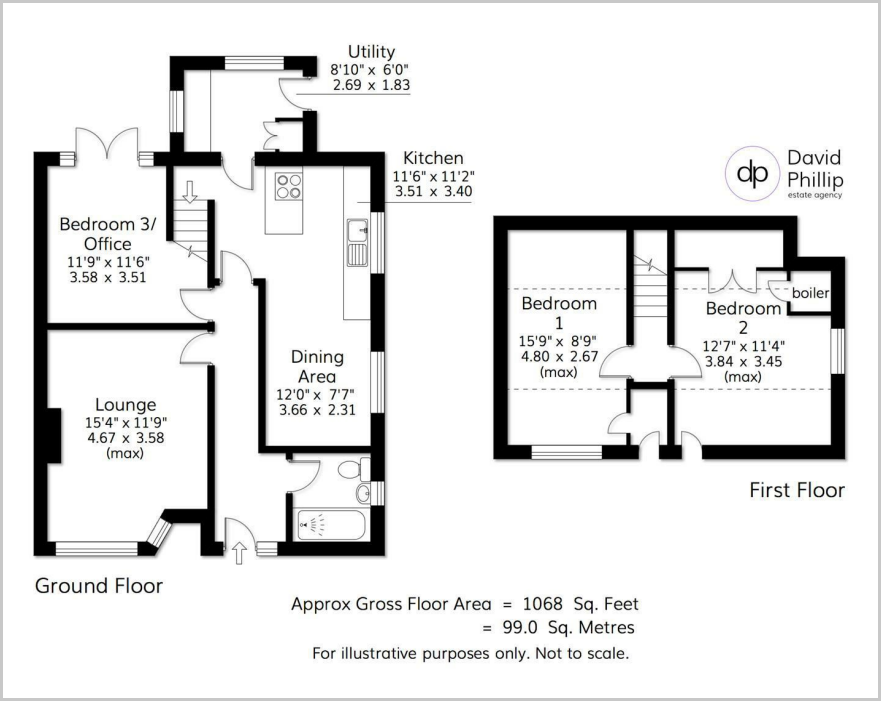 Utility
8'10" x 6'0"
2.69 x 1.83
Kitchen
11'6" x 11'2"
3.51 x 3.40
David
Phillip
estate agency
dp
Bedroom 3/
Office
11'9" x 11'6"
3.58 x 3.51
Dining
Area
12'0" x 7'7"
3.66 x 2.31
Lounge
15'4" x 11'9"
4.67 x 3.58
(max)
Ground Floor
Bedroom
1
15'9" x 8'9"
4.80 x 2.67
(max)
boiler
Bedroom
2
12'7" x 11'4"
3.84 x 3.45
(max)
First Floor
Approx Gross Floor Area = 1068 Sq. Feet
= 99.0 Sq. Metres
For illustrative purposes only. Not to scale.